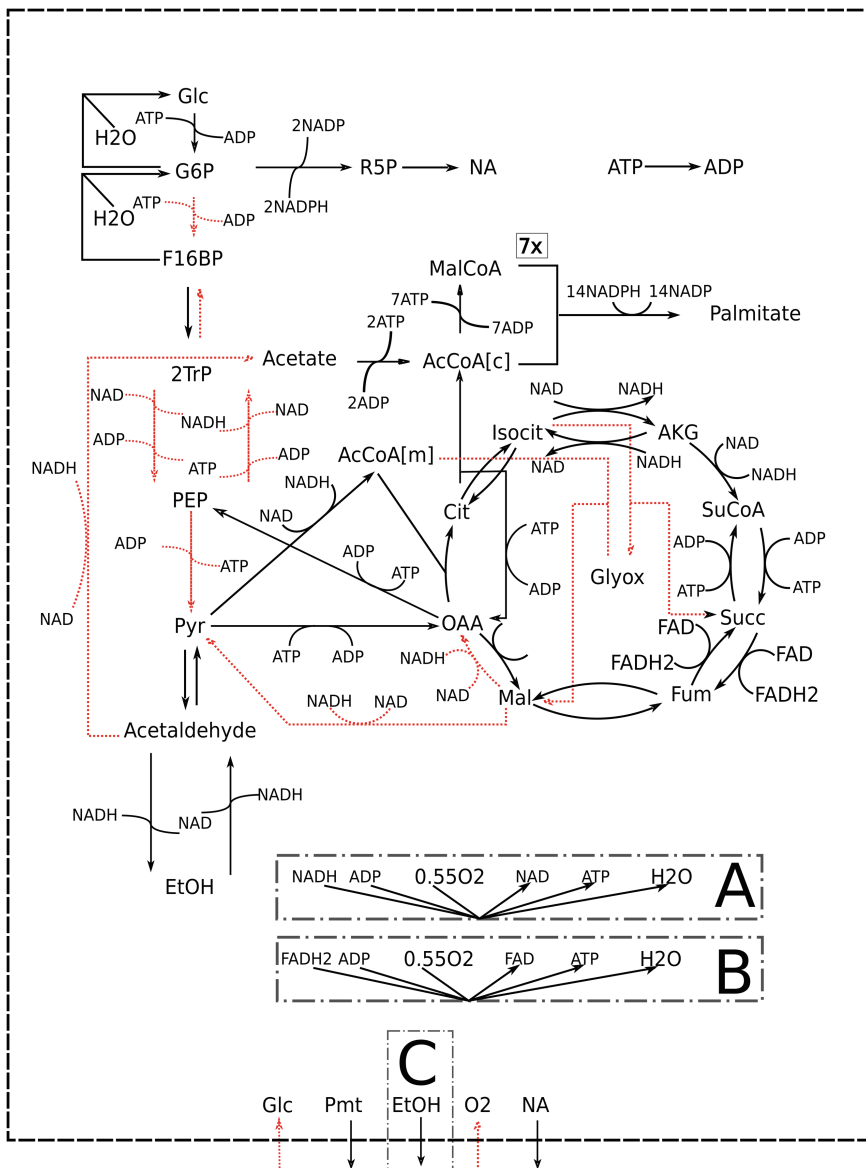 Glc
ATP
H2O
ADP
2NADP
G6P
R5P
NA
ATP
ADP
2NADPH
ATP
H2O
ADP
F16BP
7x
MalCoA
14NADPH
14NADP
7ATP
2ATP
7ADP
Palmitate
Acetate
AcCoA[c]
2TrP
2ADP
NAD
NADH
NAD
NADH
NAD
ADP
ATP
ADP
Isocit
AKG
AcCoA[m]
NADH
NAD
NADH
NAD
NADH
NADH
PEP
Cit
SuCoA
NAD
ADP
ATP
ADP
ATP
ADP
ADP
ATP
Glyox
ADP
ATP
ATP
NAD
Pyr
OAA
Succ
FAD
ATP
ADP
NADH
FADH2
FAD
NADH
NAD
NAD
Mal
Fum
FADH2
Acetaldehyde
NADH
NADH
NAD
EtOH
NADH
ADP
0.55O2
NAD
ATP
H2O
A
FADH2
ADP
0.55O2
FAD
ATP
H2O
B
C
Glc
Pmt
EtOH
O2
NA